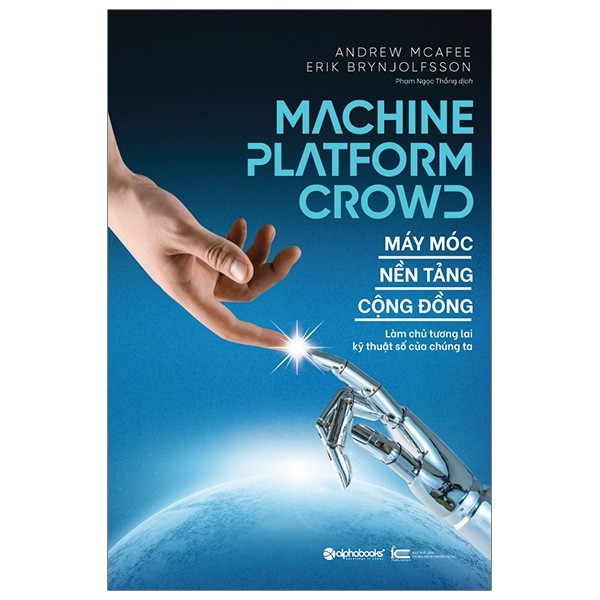 ANDREW MCAFEE
ERIK BRYNJOLFSSON
Phạm Ngọc Thắng dịch
MACHINE
PLATFORM
CROWD
MÁY MÓC
NỀN TẢNG
CỘNG ĐỒNG
Làm chủ tương lai
kỹ thuật số của chúng ta
alphabooks